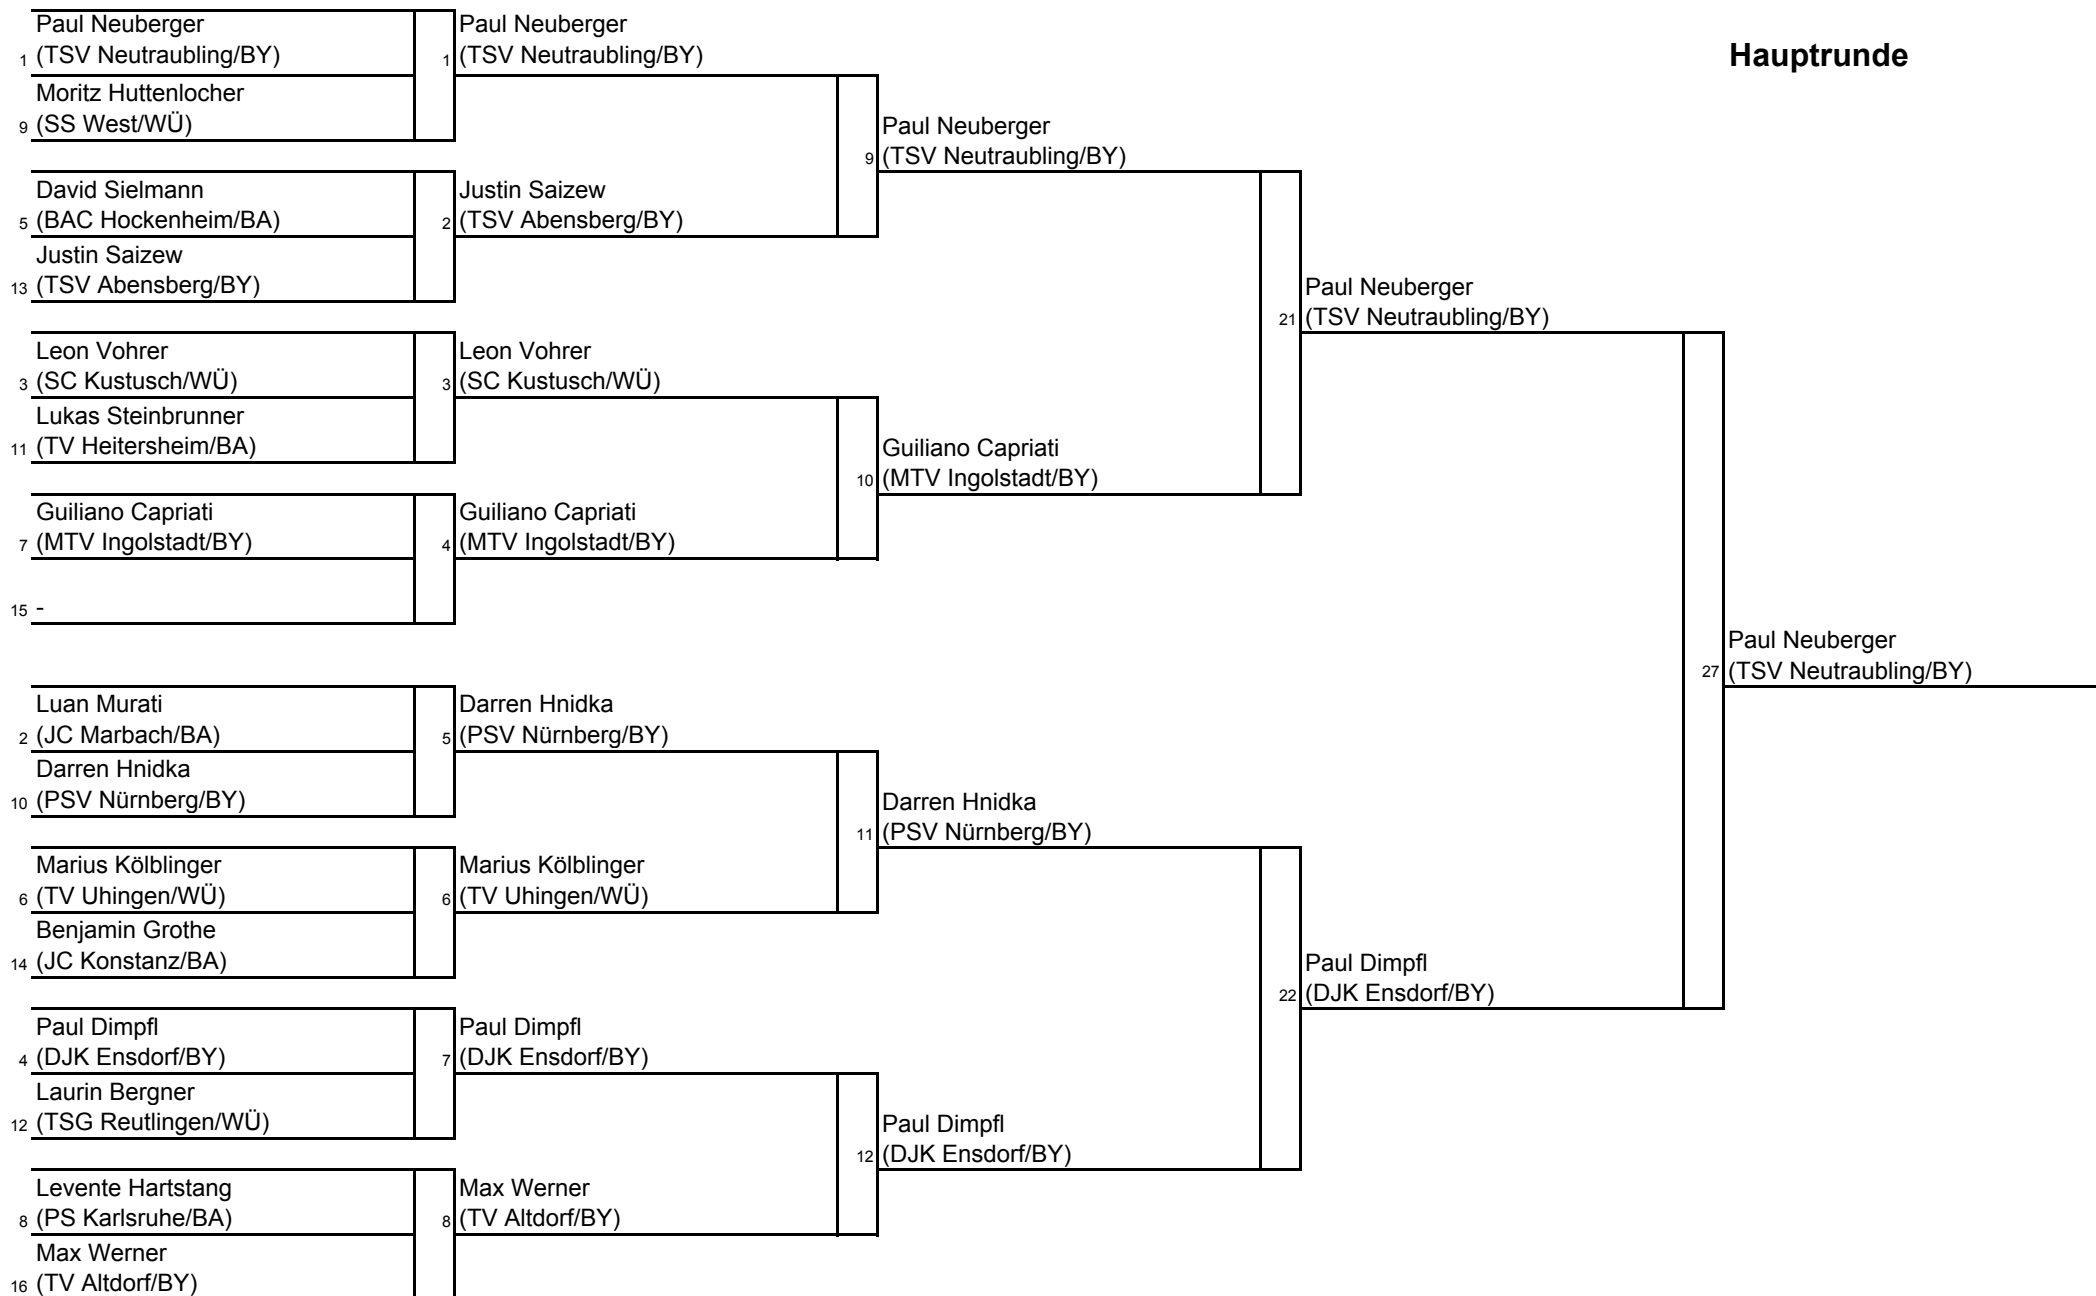 Hauptrunde
Paul Neuberger
1 (TSV Neutraubling/BY)
Moritz Huttenlocher
9 (SS West/WÜ)
David Sielmann
5 (BAC Hockenheim/BA)
Justin Saizew
13 (TSV Abensberg/BY)
Leon Vohrer
3 (SC Kustusch/WÜ)
Lukas Steinbrunner
11 (TV Heitersheim/BA)
Guiliano Capriati
7 (MTV Ingolstadt/BY)
15 -
Luan Murati
2 (JC Marbach/BA)
Darren Hnidka
10 (PSV Nürnberg/BY)
Marius Kölblinger
6 (TV Uhingen/WÜ)
Benjamin Grothe
14 (JC Konstanz/BA)
Paul Dimpfl
4 (DJK Ensdorf/BY)
Laurin Bergner
12 (TSG Reutlingen/WÜ)
Levente Hartstang
8 (PS Karlsruhe/BA)
Max Werner
16 (TV Altdorf/BY)
Paul Neuberger
1 (TSV Neutraubling/BY)
Justin Saizew
2 (TSV Abensberg/BY)
Leon Vohrer
3 (SC Kustusch/WÜ)
Guiliano Capriati
4 (MTV Ingolstadt/BY)
Darren Hnidka
5 (PSV Nürnberg/BY)
Marius Kölblinger
6 (TV Uhingen/WÜ)
Paul Dimpfl
7 (DJK Ensdorf/BY)
Max Werner
8 (TV Altdorf/BY)
Paul Neuberger
9 (TSV Neutraubling/BY)
Guiliano Capriati
10 (MTV Ingolstadt/BY)
Darren Hnidka
11 (PSV Nürnberg/BY)
Paul Dimpfl
12 (DJK Ensdorf/BY)
Paul Neuberger
21 (TSV Neutraubling/BY)
Paul Dimpfl
22 (DJK Ensdorf/BY)
Paul Neuberger
27 (TSV Neutraubling/BY)